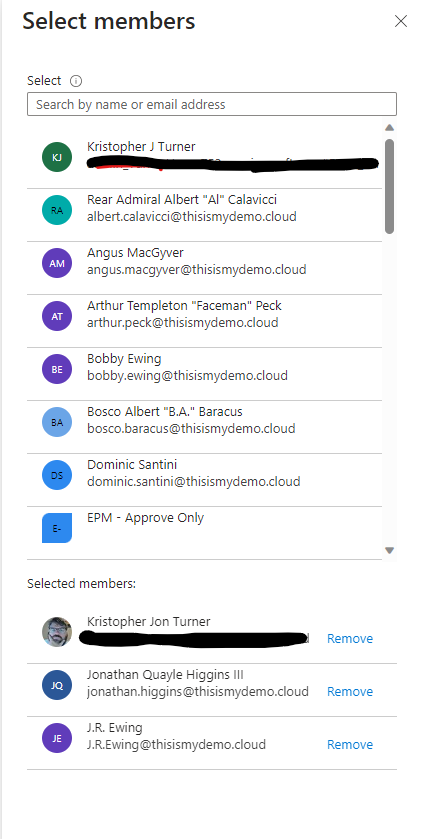 Select members
Select
Search by name or email address
KJ
Kristopher J Turner
RA
Rear Admiral Albert "Al" Calavicci
albert.calavicci@thisismydemo.cloud
AM
Angus MacGyver
angus.macgyver@thisismydemo.cloud
AT
Arthur Templeton "Faceman" Peck
arthur.peck@thisismydemo.cloud
BE
Bobby Ewing
bobby.ewing@thisismydemo.cloud
BA
Bosco Albert "B.A." Baracus
bosco.baracus@thisismydemo.cloud
DS
Dominic Santini
dominic.santini@thisismydemo.cloud
E-
EPM - Approve Only
Selected members:
Kristopher Jon Turner
Remove
JQ
Jonathan Quayle Higgins III
jonathan.higgins@thisismydemo.cloud
Remove
JE
J.R. Ewing
J.R.Ewing@thisismydemo.cloud
Remove